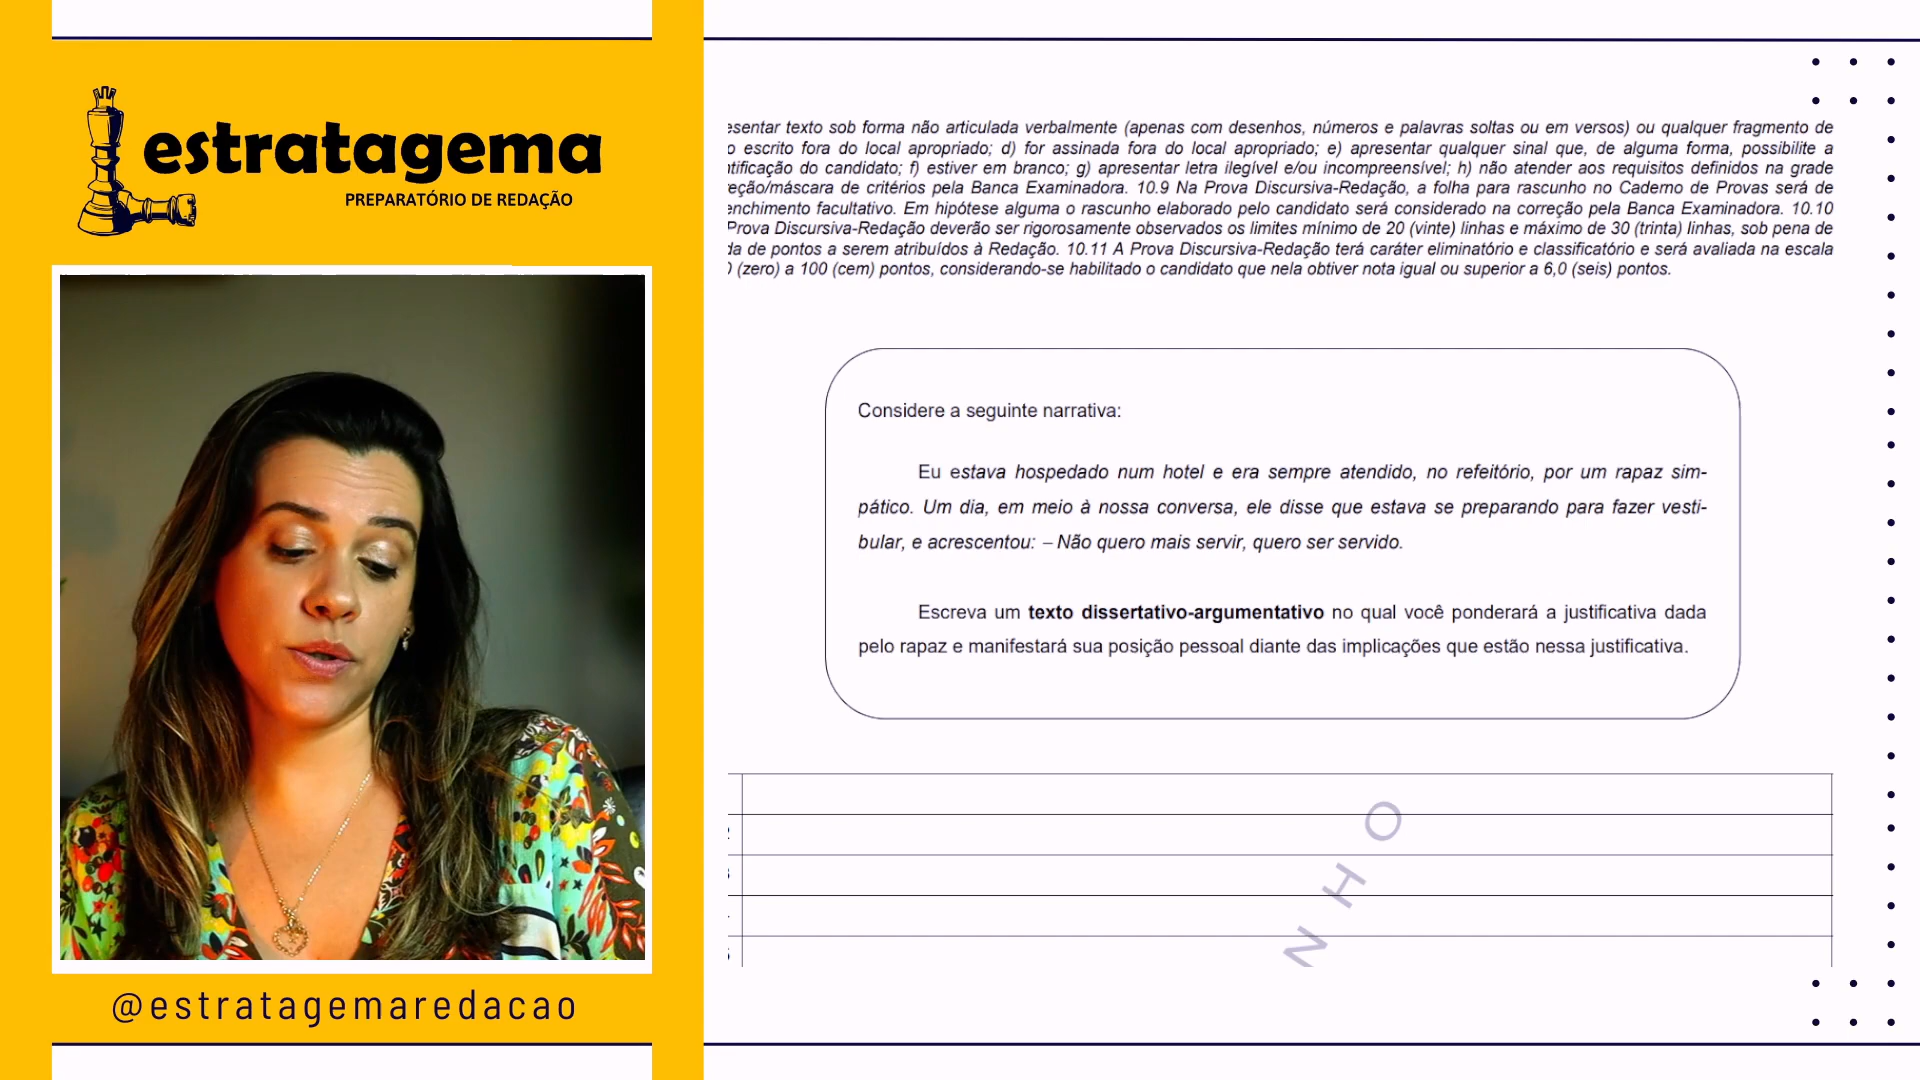 estratagema
PREPARATÓRIO DE REDAÇÃO
@estratagemaredacao
texto sob forma não articulada verbalmente (apenas com desenhos, números e palavras soltas ou em versos) ou qualquer fragmento de
escrito fora do local apropriado; d) for assinada fora do local apropriado; e) apresentar qualquer sinal que, de alguma forma, possibilite a
do candidato; f) estiver em branco; g) apresentar letra ilegível e/ou incompreensível; h) não atender aos requisitos definidos na grade
de critérios pela Banca Examinadora. 10.9 Na Prova Discursiva-Redação, a folha para rascunho no Caderno de Provas será de
facultativo. Em hipótese alguma o rascunho elaborado pelo candidato será considerado na correção pela Banca Examinadora. 10.10
Prova Discursiva-Redação deverão ser rigorosamente observados os limites mínimo de 20 (vinte) linhas e máximo de 30 (trinta) linhas, sob pena de
de pontos a serem atribuídos à Redação. 10.11 A Prova Discursiva-Redação terá caráter eliminatório e classificatório e será avaliada na escala
(zero) a 100 (cem) pontos, considerando-se habilitado o candidato que nela obtiver nota igual ou superior a 6,0 (seis) pontos.
Considere a seguinte narrativa:
Eu estava hospedado num hotel e era sempre atendido, no refeitório, por um rapaz sim-
pático. Um dia, em meio à nossa conversa, ele disse que estava se preparando para fazer vesti-
bular, e acrescentou: – Não quero mais servir, quero ser servido.
Escreva um texto dissertativo-argumentativo no qual você ponderará a justificativa dada
pelo rapaz e manifestará sua posição pessoal diante das implicações que estão nessa justificativa.
N H O